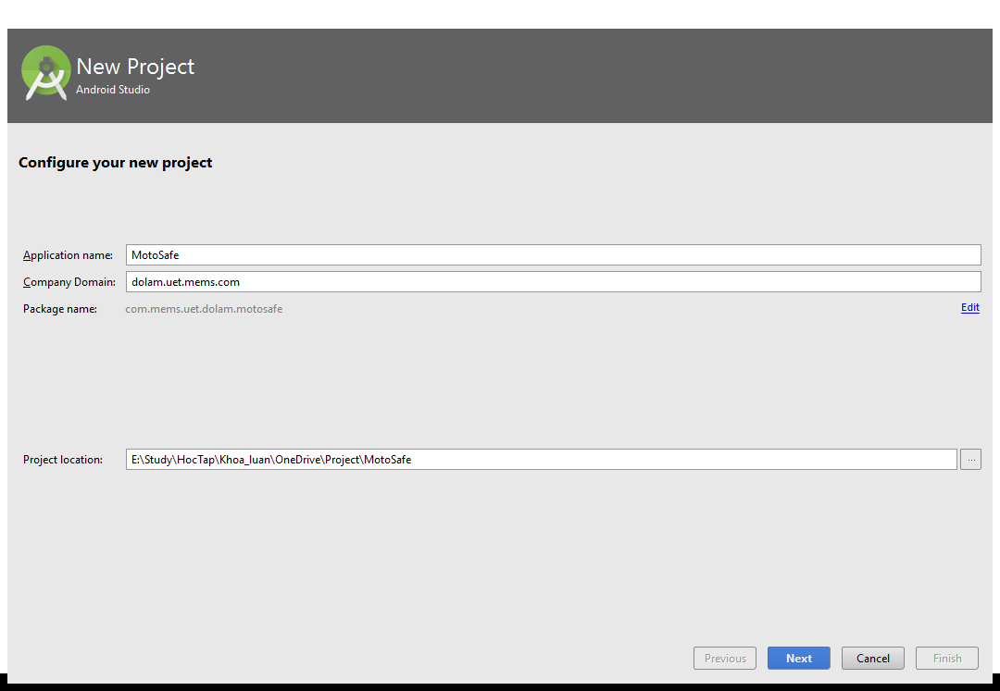 New Project
Android Studio
Configure your new project
Application name: MotoSafe
Company Domain: dolam.uet.mems.com
Package name: com.mems.uet.dolam.motosafe Edit
Project location: E:\Study\HocTap\Khoa_luan\OneDrive\Project\MotoSafe ...
Previous Next Cancel Finish